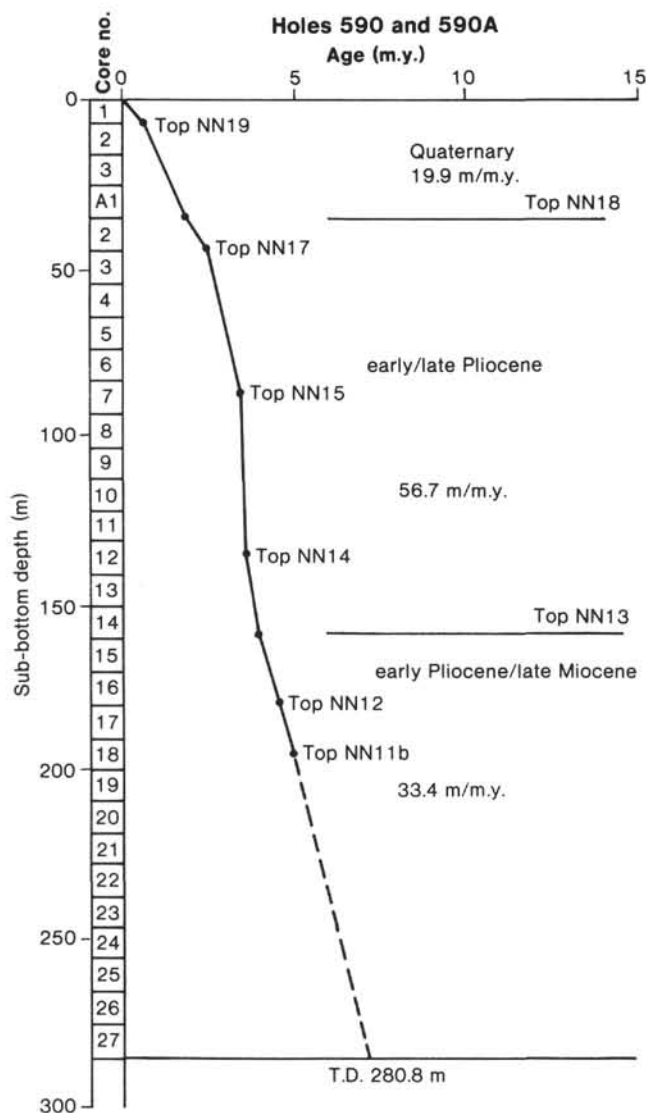 Holes 590 and 590A
Age (m.y.)
Core no.
0 5 10 15
Sub-bottom depth (m)
0
50
100
150
200
250
300
1
2
3
A1
2
3
4
5
6
7
8
9
10
11
12
13
14
15
16
17
18
19
20
21
22
23
24
25
26
27
Top NN19
Quaternary
19.9 m/m.y.
Top NN18
Top NN17
early/late Pliocene
Top NN15
56.7 m/m.y.
Top NN14
Top NN13
early Pliocene/late Miocene
Top NN12
Top NN11b
33.4 m/m.y.
T.D. 280.8 m